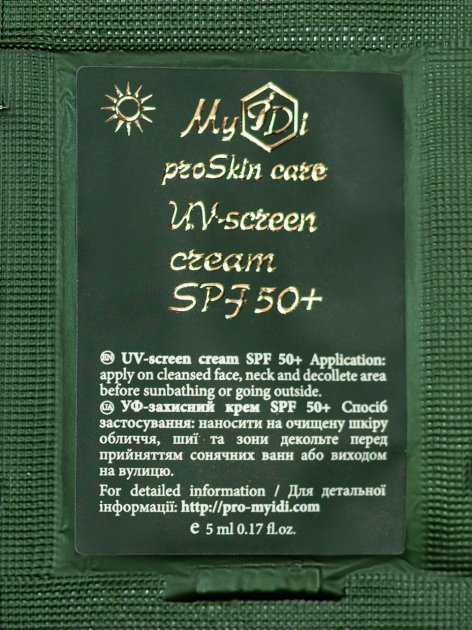 MyIDi
proSkin care
UV-screen
cream
SPF 50+
EN UV-screen cream SPF 50+ Application:
apply on cleansed face, neck and decollete area
before sunbathing or going outside.
UA УФ-захисний крем SPF 50+ Спосіб
застосування: наносити на очищену шкіру
обличчя, шиї та зони декольте перед
прийняттям сонячних ванн або виходом
на вулицю.
For detailed information / Для детальної
інформації: http://pro-myidi.com
e 5 ml 0.17 fl.oz.